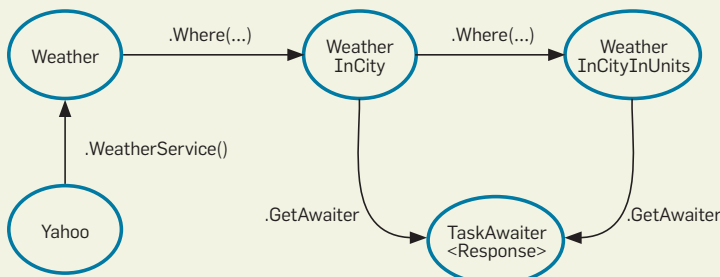 .Where(...)
.Where(...)
Weather
Weather
InCity
Weather
InCityInUnits
.WeatherService()
.GetAwaiter
.GetAwaiter
Yahoo
TaskAwaiter
<Response>